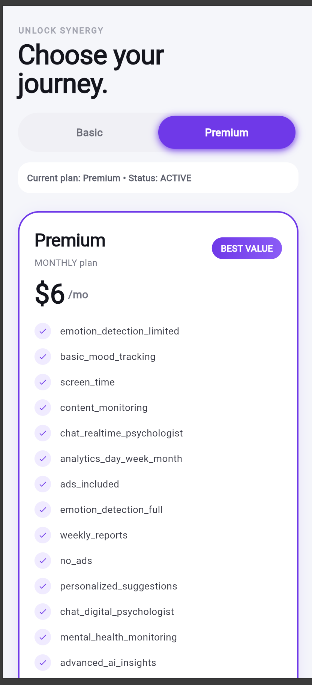 UNLOCK SYNERGY
Choose your
journey.
Basic
Premium
Current plan: Premium • Status: ACTIVE
Premium
BEST VALUE
MONTHLY plan
$6 /mo
emotion_detection_limited
basic_mood_tracking
screen_time
content_monitoring
chat_realtime_psychologist
analytics_day_week_month
ads_included
emotion_detection_full
weekly_reports
no_ads
personalized_suggestions
chat_digital_psychologist
mental_health_monitoring
advanced_ai_insights